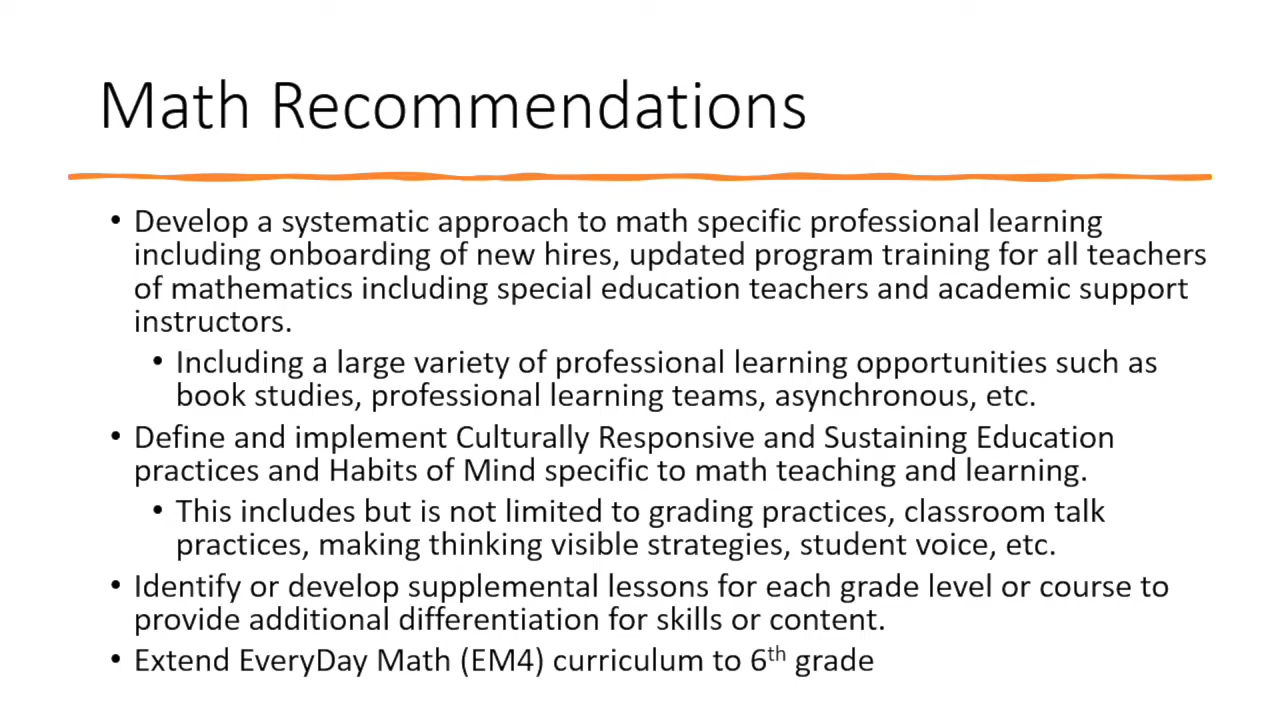 Math Recommendations
• Develop a systematic approach to math specific professional learning
including onboarding of new hires, updated program training for all teachers
of mathematics including special education teachers and academic support
instructors.
• Including a large variety of professional learning opportunities such as
book studies, professional learning teams, asynchronous, etc.
• Define and implement Culturally Responsive and Sustaining Education
practices and Habits of Mind specific to math teaching and learning.
• This includes but is not limited to grading practices, classroom talk
practices, making thinking visible strategies, student voice, etc.
• Identify or develop supplemental lessons for each grade level or course to
provide additional differentiation for skills or content.
• Extend EveryDay Math (EM4) curriculum to 6th grade